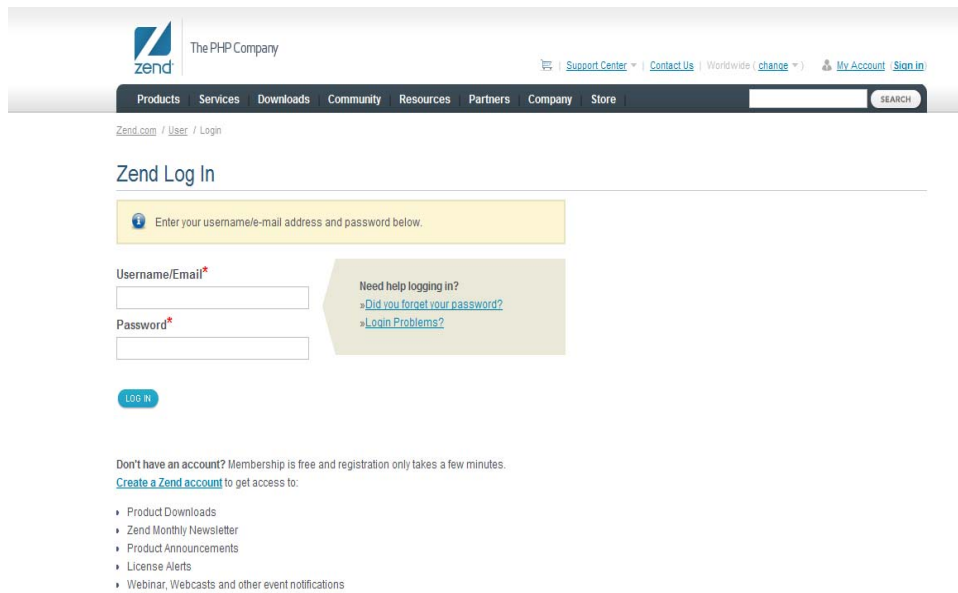 zend
The PHP Company
Support Center | Contact Us | Worldwide ( change ) My Account (Sign in)
Products Services Downloads Community Resources Partners Company Store SEARCH
Zend.com / User / Login
Zend Log In
Enter your username/e-mail address and password below.
Username/Email*
Need help logging in?
»Did you forget your password?
»Login Problems?
Password*
LOG IN
Don't have an account? Membership is free and registration only takes a few minutes.
Create a Zend account to get access to:
Product Downloads
Zend Monthly Newsletter
Product Announcements
License Alerts
Webinar, Webcasts and other event notifications